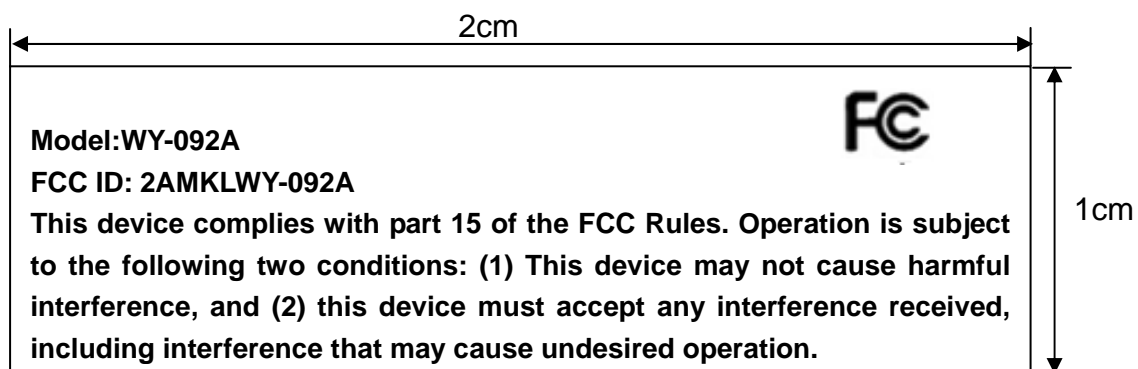 2cm
FC
Model:WY-092A
FCC ID: 2AMKLWY-092A
This device complies with part 15 of the FCC Rules. Operation is subject
to the following two conditions: (1) This device may not cause harmful
interference, and (2) this device must accept any interference received,
including interference that may cause undesired operation.
1cm